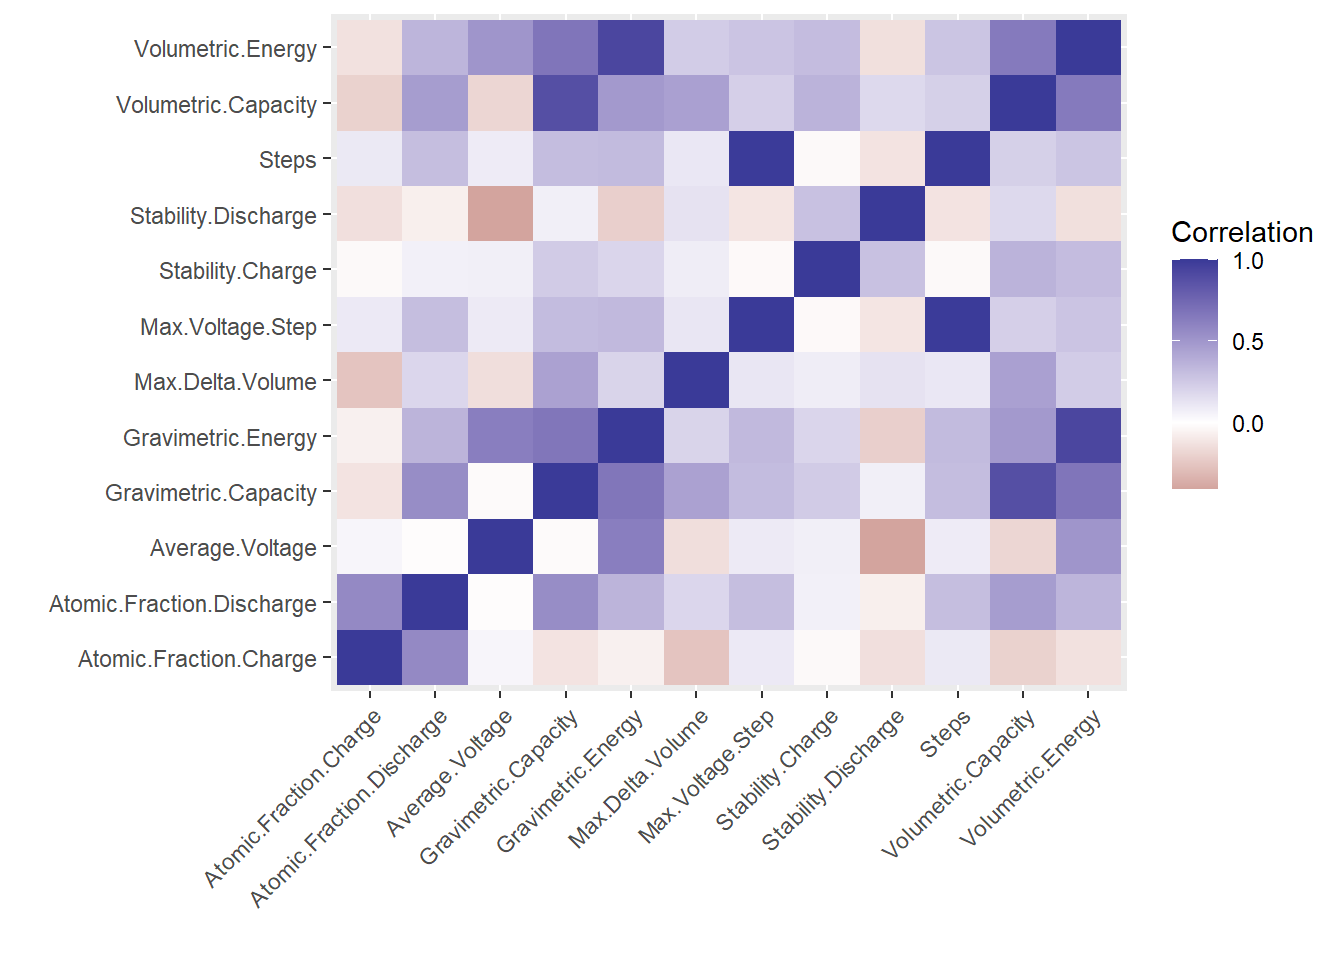 Volumetric.Energy
Volumetric.Capacity
Steps
Stability.Discharge
Stability.Charge
Max.Voltage.Step
Max.Delta.Volume
Gravimetric.Energy
Gravimetric.Capacity
Average.Voltage
Atomic.Fraction.Discharge
Atomic.Fraction.Charge
Atomic.Fraction.Charge
Atomic.Fraction.Discharge
Average.Voltage
Gravimetric.Capacity
Gravimetric.Energy
Max.Delta.Volume
Max.Voltage.Step
Stability.Charge
Stability.Discharge
Steps
Volumetric.Capacity
Volumetric.Energy
Correlation
1.0
0.5
0.0